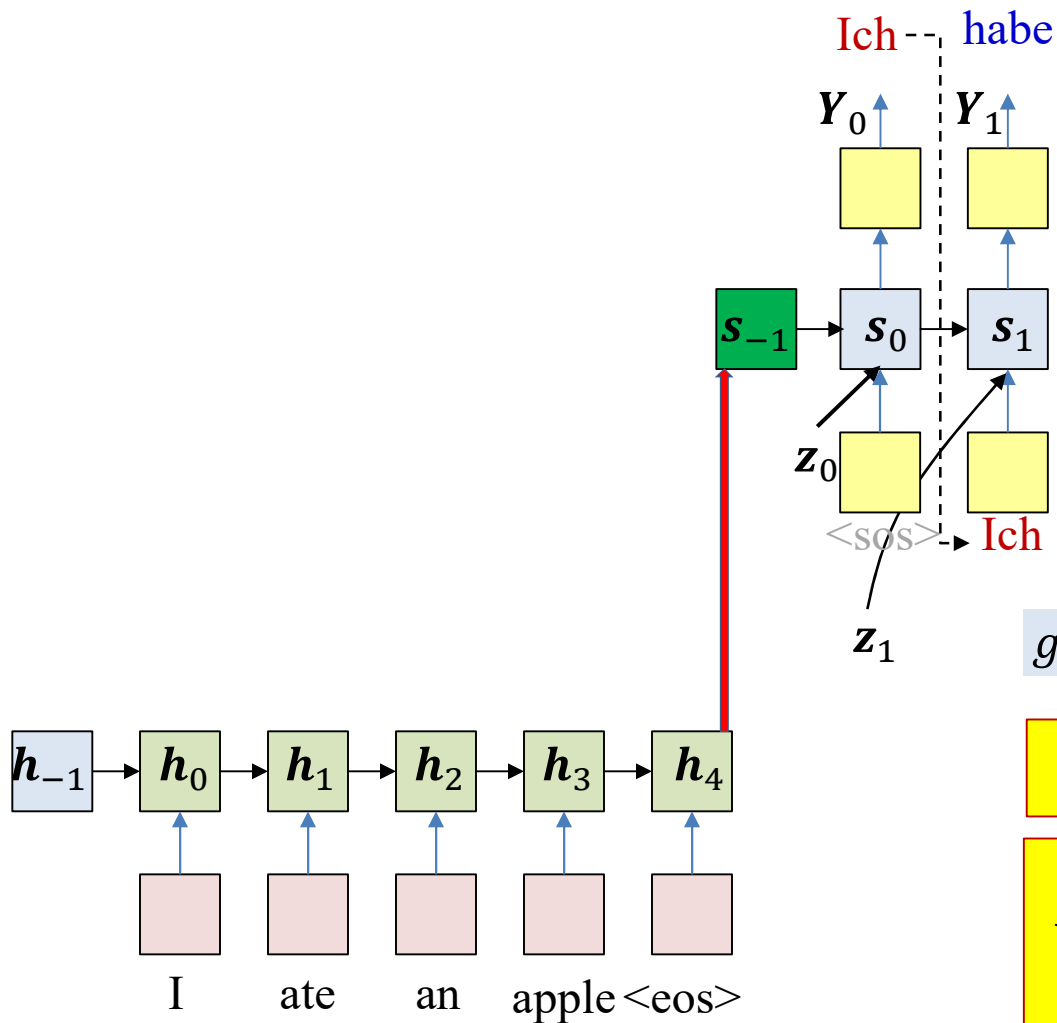 Ich habe
Y₀ Y₁
s₋₁ s₀ s₁
z₀
<sos> Ich
z₁
g
h₋₁ h₀ h₁ h₂ h₃ h₄
I ate an apple <eos>